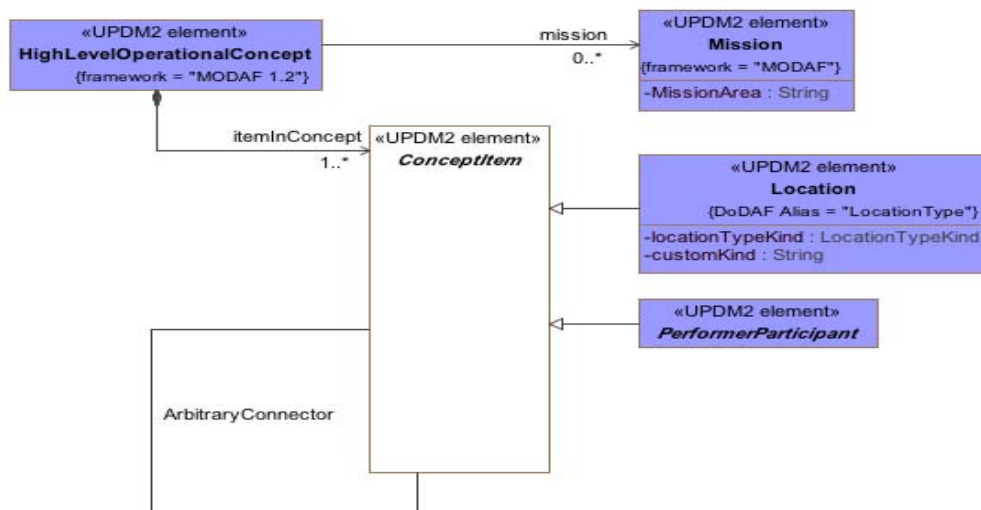 «UPDM2 element»
HighLevelOperationalConcept
{framework = "MODAF 1.2"}
mission
0..*
«UPDM2 element»
Mission
{framework = "MODAF"}
-MissionArea : String
itemInConcept
1..*
«UPDM2 element»
ConceptItem
«UPDM2 element»
Location
{DoDAF Alias = "LocationType"}
-locationTypeKind : LocationTypeKind
-customKind : String
«UPDM2 element»
PerformerParticipant
ArbitraryConnector